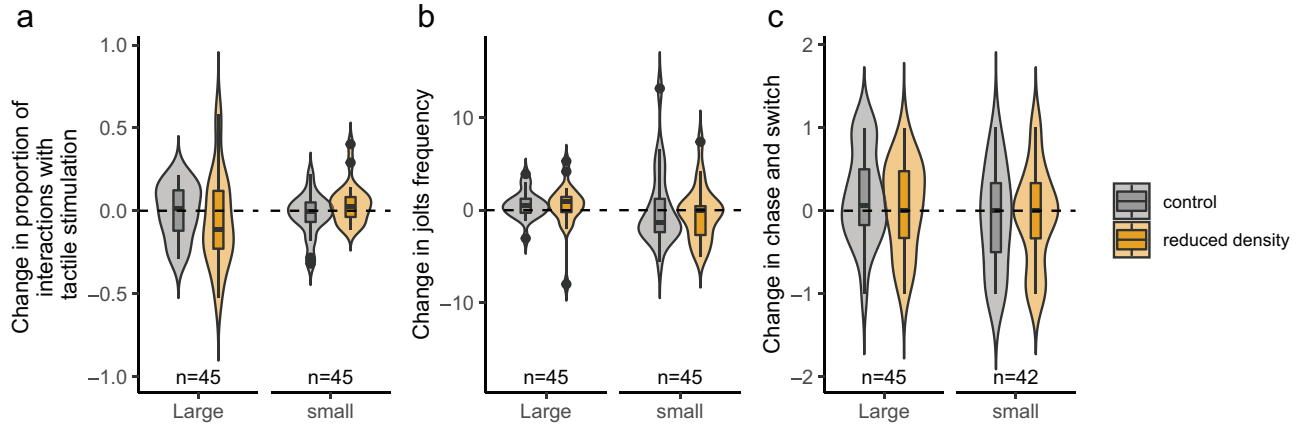 a
Change in proportion of
interactions with
tactile stimulation
1.0
0.5
0.0
−0.5
−1.0
n=45
n=45
Large
small
b
Change in jolts frequency
10
0
−10
n=45
n=45
Large
small
c
Change in chase and switch
2
1
0
−1
−2
n=45
n=42
Large
small
control
reduced density